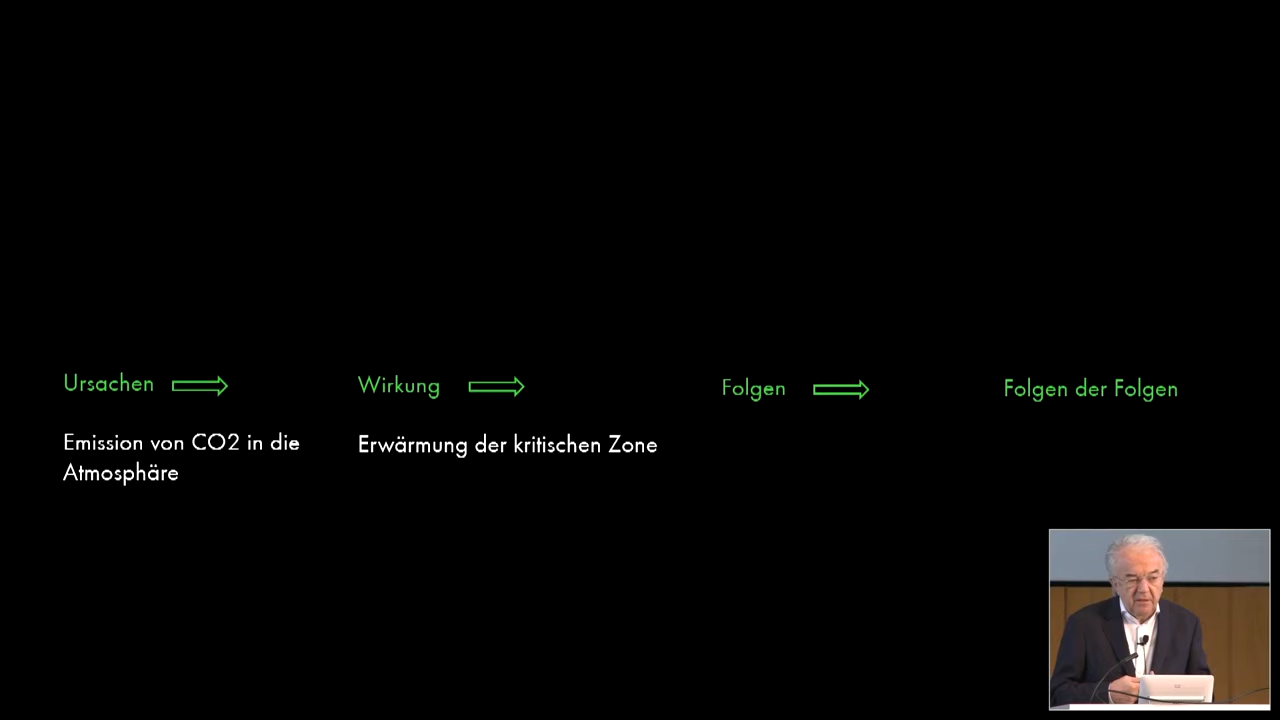 Ursachen
Wirkung
Folgen
Folgen der Folgen
Emission von CO2 in die
Atmosphäre
Erwärmung der kritischen Zone